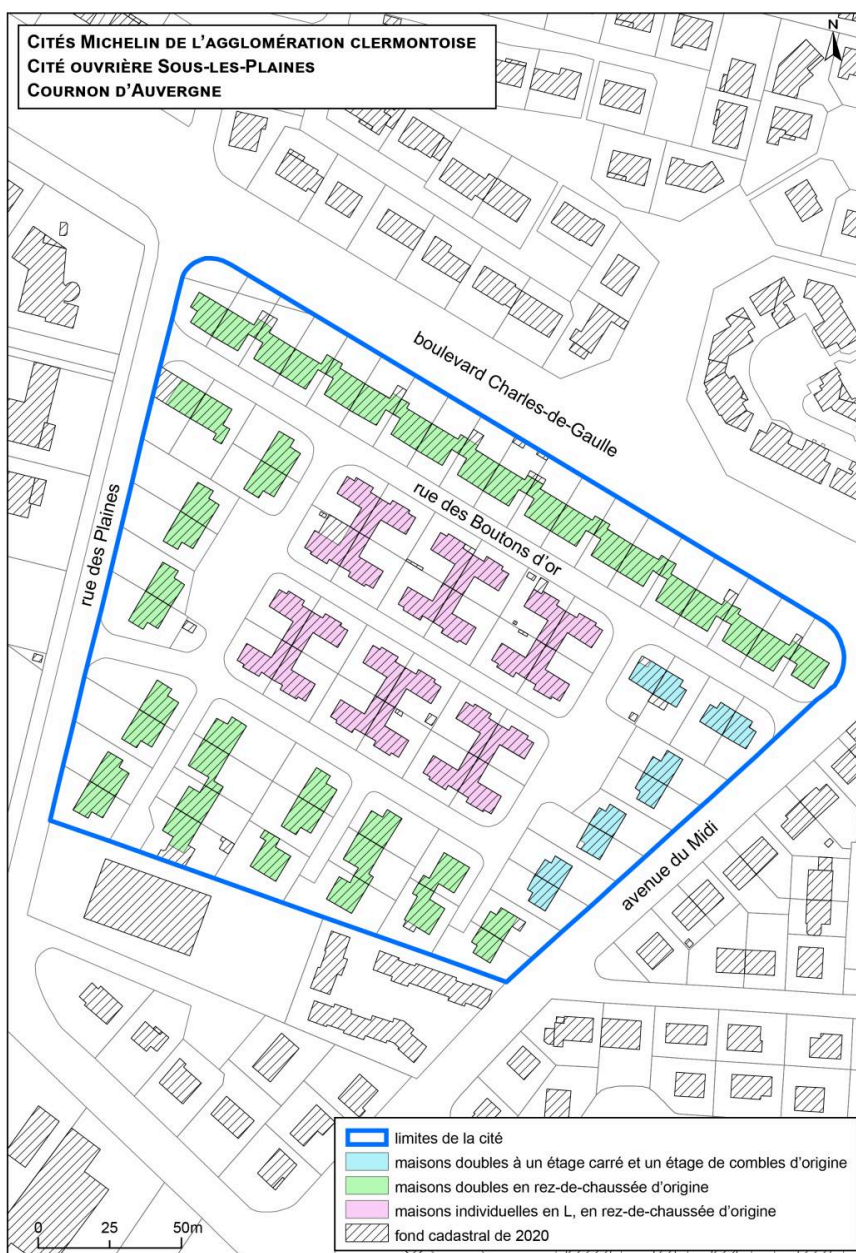 CITÉS MICHELIN DE L'AGGLOMÉRATION CLERMONTOISE
CITÉ OUVRIÈRE SOUS-LES-PLAINES
COURNON D'AUVERGNE
N
boulevard Charles-de-Gaulle
rue des Boutons d'or
rue des Plaines
avenue du Midi
limites de la cité
maisons doubles à un étage carré et un étage de combles d'origine
maisons doubles en rez-de-chaussée d'origine
maisons individuelles en L, en rez-de-chaussée d'origine
fond cadastral de 2020
0 25 50m